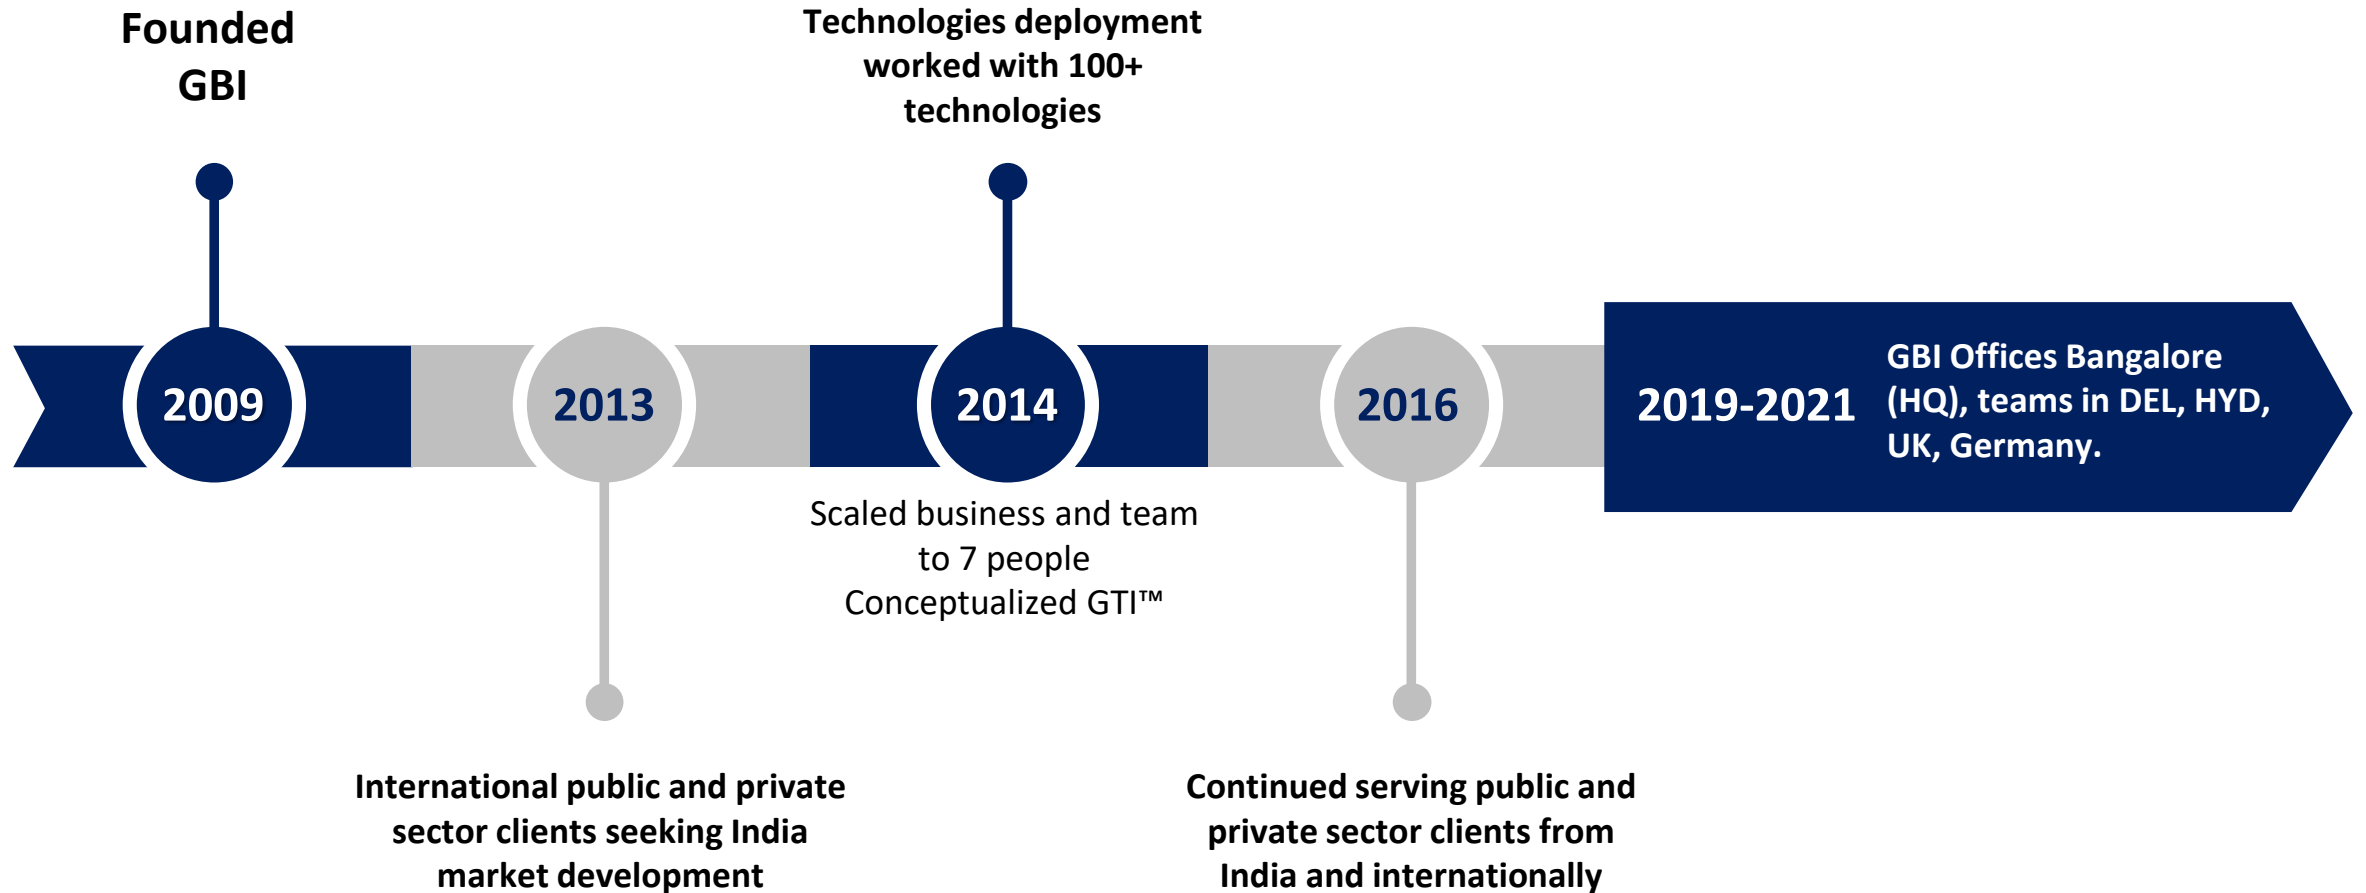 Founded
GBI
Technologies deployment
worked with 100+
technologies
2009
2013
2014
2016
2019-2021
GBI Offices Bangalore
(HQ), teams in DEL, HYD,
UK, Germany.
Scaled business and team
to 7 people
Conceptualized GTI™
International public and private
sector clients seeking India
market development
Continued serving public and
private sector clients from
India and internationally